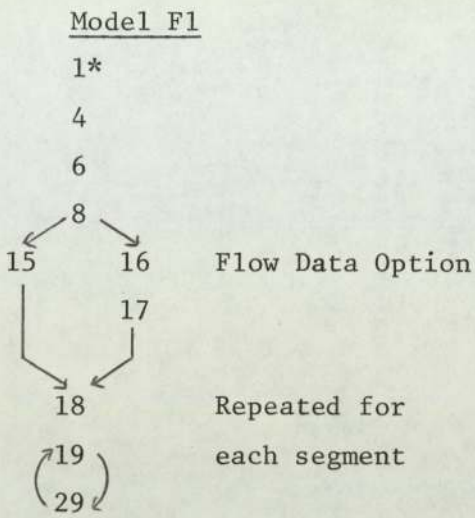 Model F1
1*
4
6
8
15 16 Flow Data Option
17
18 Repeated for
19 each segment
29